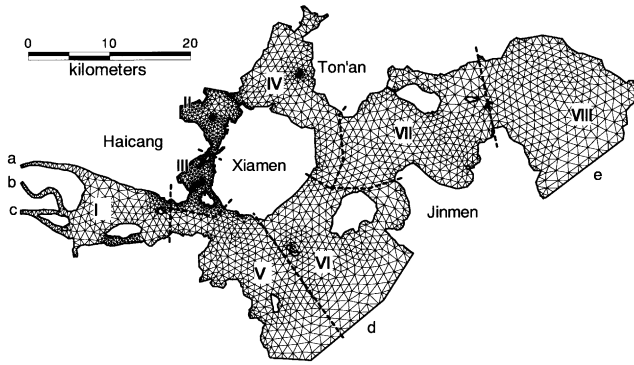 0 10 20
kilometers
Ton'an
IV
II
VII
VIII
Haicang
III
Xiamen
a
b
c
I
e
Jinmen
V
VI
d